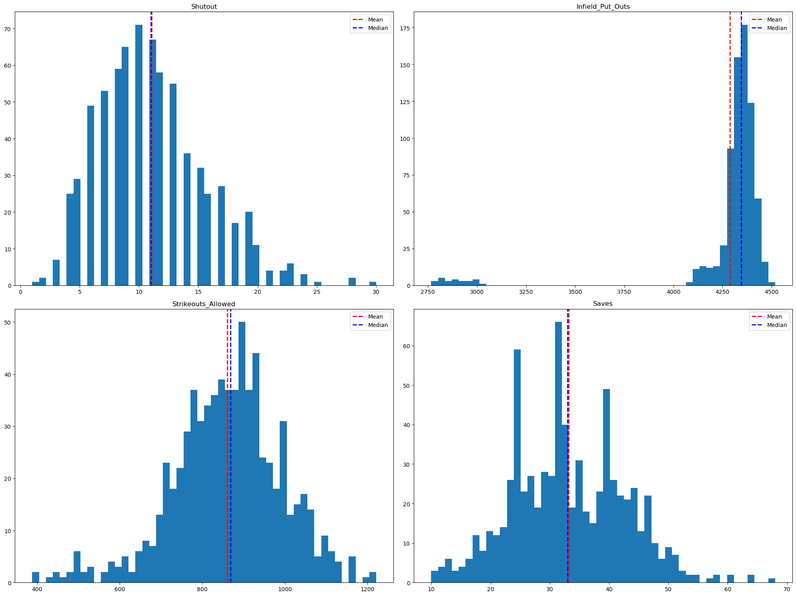 Shutout
Mean
Median
70
60
50
40
30
20
10
0
0 5 10 15 20 25 30
Infield_Put_Outs
Mean
Median
175
150
125
100
75
50
25
0
2750 3000 3250 3500 3750 4000 4250 4500
Strikeouts_Allowed
Mean
Median
50
40
30
20
10
0
400 600 800 1000 1200
Saves
Mean
Median
60
50
40
30
20
10
0
10 20 30 40 50 60 70